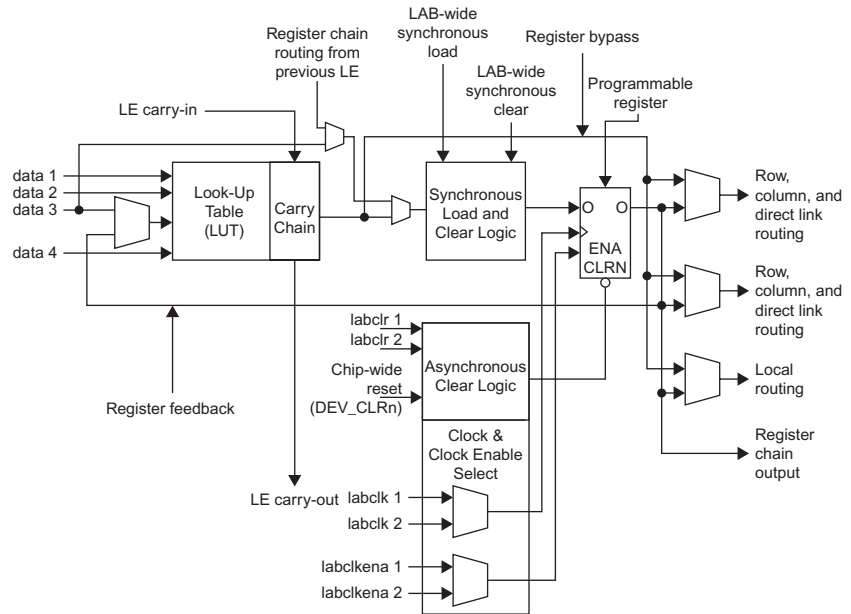 LAB-wide
synchronous
load
Register chain
routing from
previous LE
Register bypass
LAB-wide
synchronous
clear
Programmable
register
LE carry-in
data 1
data 2
data 3
data 4
Look-Up
Table
(LUT)
Carry
Chain
Synchronous
Load and
Clear Logic
O O
ENA
CLRN
Row,
column, and
direct link
routing
Row,
column, and
direct link
routing
Local
routing
Register
chain
output
labclr 1
labclr 2
Chip-wide
reset
(DEV_CLRn)
Asynchronous
Clear Logic
Register feedback
Clock &
Clock Enable
Select
LE carry-out
labclk 1
labclk 2
labclkena 1
labclkena 2